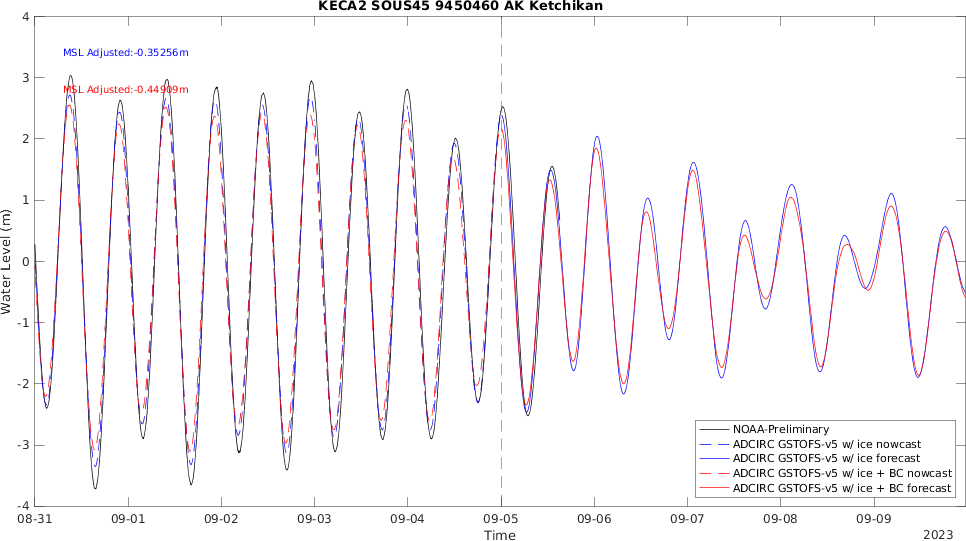 KECA2 SOUS45 9450460 AK Ketchikan
MSL Adjusted:-0.35256m
MSL Adjusted:-0.44909m
4
3
2
1
0
-1
-2
-3
-4
Water Level (m)
08-31 09-01 09-02 09-03 09-04 09-05 09-06 09-07 09-08 09-09
Time
2023
NOAA-Preliminary
ADCIRC GSTOFS-v5 w/ ice nowcast
ADCIRC GSTOFS-v5 w/ ice forecast
ADCIRC GSTOFS-v5 w/ ice + BC nowcast
ADCIRC GSTOFS-v5 w/ ice + BC forecast